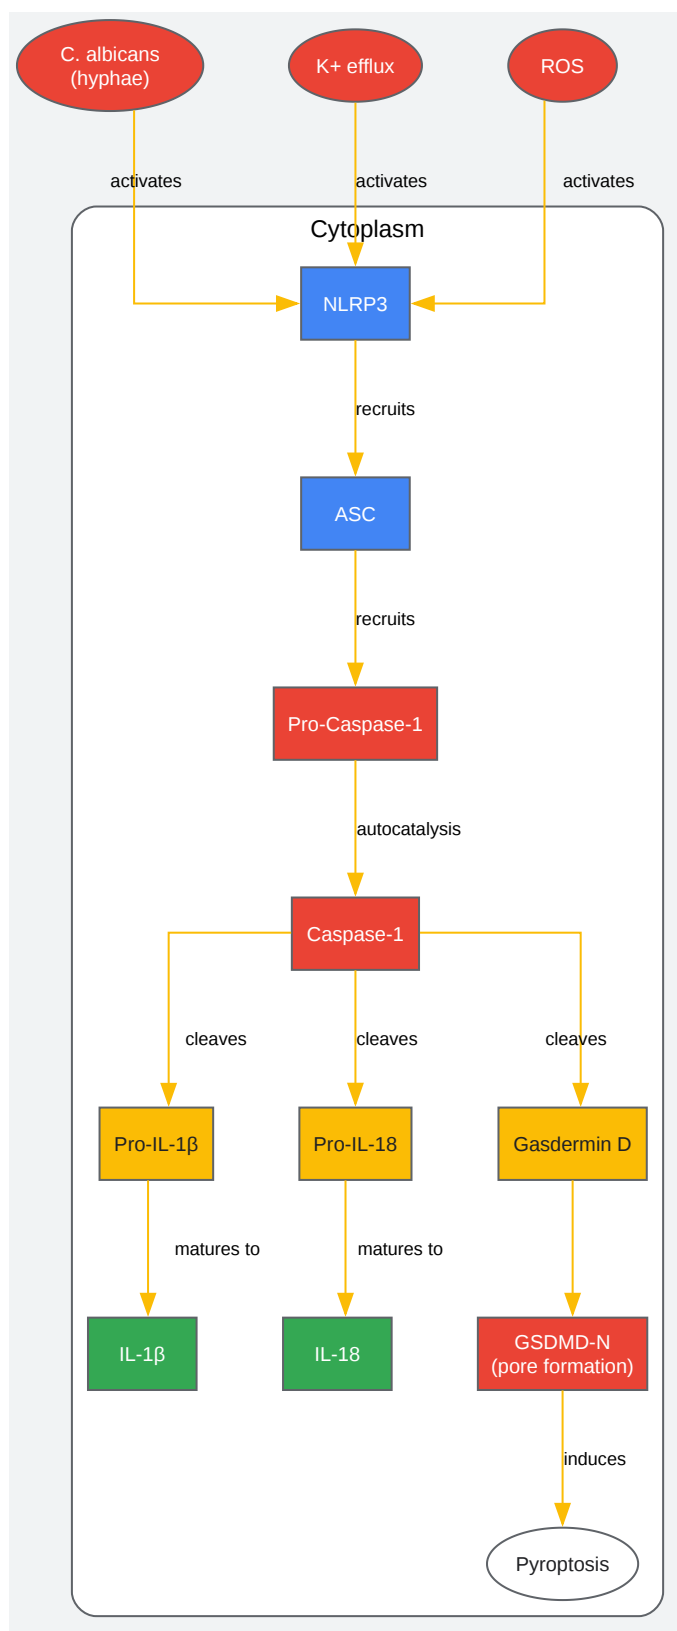 C. albicans
(hyphae)
K+ efflux
ROS
activates
activates
activates
Cytoplasm
NLRP3
recruits
ASC
recruits
Pro-Caspase-1
autocatalysis
Caspase-1
cleaves
cleaves
cleaves
Pro-IL-1β
Pro-IL-18
Gasdermin D
matures to
matures to
IL-1β
IL-18
GSDMD-N
(pore formation)
induces
Pyroptosis